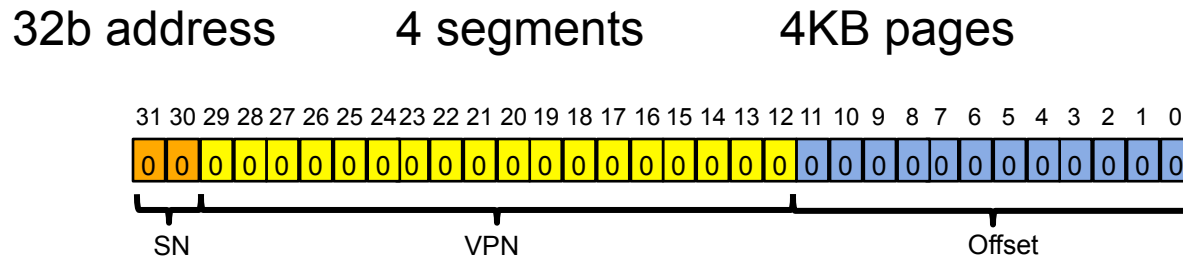 32b address 4 segments 4KB pages
31 30 29 28 27 26 25 24 23 22 21 20 19 18 17 16 15 14 13 12 11 10 9 8 7 6 5 4 3 2 1 0
0 0 0 0 0 0 0 0 0 0 0 0 0 0 0 0 0 0 0 0 0 0 0 0 0 0 0 0 0 0 0 0
SN VPN Offset